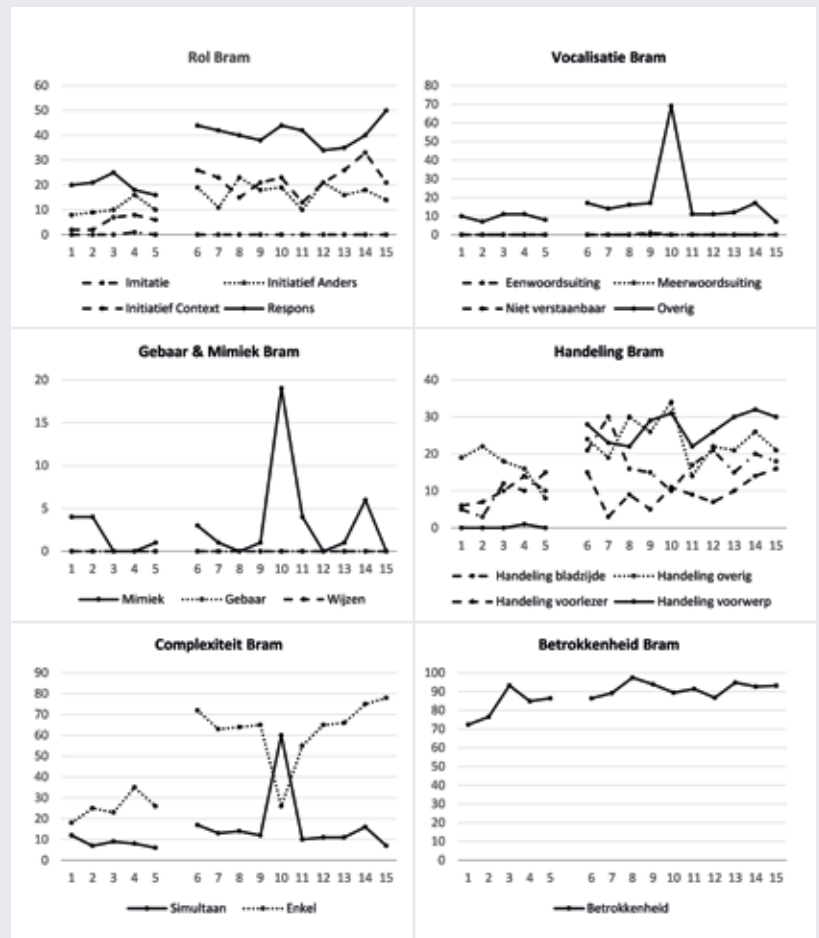 Rol Bram
60
50
40
30
20
10
0
1 2 3 4 5 6 7 8 9 10 11 12 13 14 15
Imitatie Initiatief Anders
Initiatief Context Respons
Vocalisatie Bram
80
70
60
50
40
30
20
10
0
1 2 3 4 5 6 7 8 9 10 11 12 13 14 15
Eenwoordsuiting Meerwoordsuiting
Niet verstaanbaar Overig
Gebaar & Mimiek Bram
20
15
10
5
0
1 2 3 4 5 6 7 8 9 10 11 12 13 14 15
Mimiek Gebaar Wijzen
Handeling Bram
40
30
20
10
0
1 2 3 4 5 6 7 8 9 10 11 12 13 14 15
Handeling bladzijde Handeling overig
Handeling voorlezer Handeling voorwerp
Complexiteit Bram
90
80
70
60
50
40
30
20
10
0
1 2 3 4 5 6 7 8 9 10 11 12 13 14 15
Simultaan Enkel
Betrokkenheid Bram
100
90
80
70
60
50
40
30
20
10
0
1 2 3 4 5 6 7 8 9 10 11 12 13 14 15
Betrokkenheid